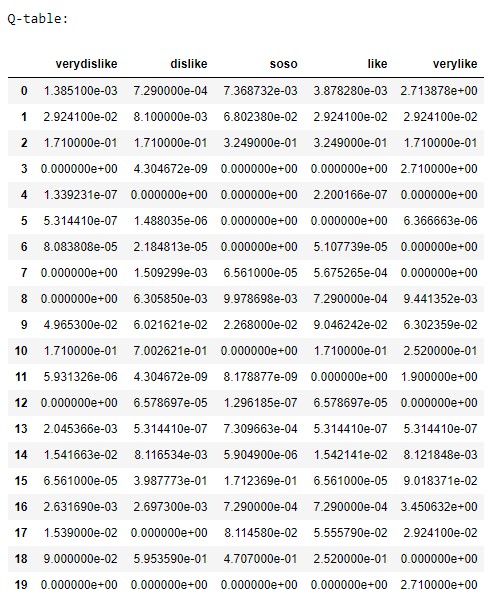 Q-table:
verydislike dislike soso like verylike
0 1.385100e-03 7.290000e-04 7.368732e-03 3.878280e-03 2.713878e+00
1 2.924100e-02 8.100000e-03 6.802380e-02 2.924100e-02 2.924100e-02
2 1.710000e-01 1.710000e-01 3.249000e-01 3.249000e-01 1.710000e-01
3 0.000000e+00 4.304672e-09 0.000000e+00 0.000000e+00 2.710000e+00
4 1.339231e-07 0.000000e+00 0.000000e+00 2.200166e-07 0.000000e+00
5 5.314410e-07 1.488035e-06 0.000000e+00 0.000000e+00 6.366663e-06
6 8.083808e-05 2.184813e-05 0.000000e+00 5.107739e-05 0.000000e+00
7 0.000000e+00 1.509299e-03 6.561000e-05 5.675265e-04 0.000000e+00
8 0.000000e+00 6.305850e-03 9.978698e-03 7.290000e-04 9.441352e-03
9 4.965300e-02 6.021621e-02 2.268000e-02 9.046242e-02 6.302359e-02
10 1.710000e-01 7.002621e-01 0.000000e+00 1.710000e-01 2.520000e-01
11 5.931326e-06 4.304672e-09 8.178877e-09 0.000000e+00 1.900000e+00
12 0.000000e+00 6.578697e-05 1.296185e-07 6.578697e-05 0.000000e+00
13 2.045366e-03 5.314410e-07 7.309663e-04 5.314410e-07 5.314410e-07
14 1.541663e-02 8.116534e-03 5.904900e-06 1.542141e-02 8.121848e-03
15 6.561000e-05 3.987773e-01 1.712369e-01 6.561000e-05 9.018371e-02
16 2.631690e-03 2.697300e-03 7.290000e-04 7.290000e-04 3.450632e+00
17 1.539000e-02 0.000000e+00 8.114580e-02 5.555790e-02 2.924100e-02
18 9.000000e-02 5.953590e-01 4.707000e-01 2.520000e-01 0.000000e+00
19 0.000000e+00 0.000000e+00 0.000000e+00 0.000000e+00 2.710000e+00